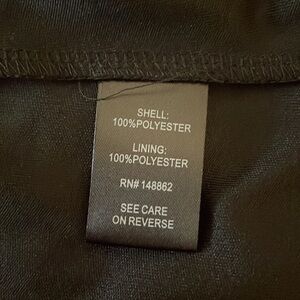 SHELL:
100%POLYESTER
LINING:
100%POLYESTER
RN# 148862
SEE CARE
ON REVERSE